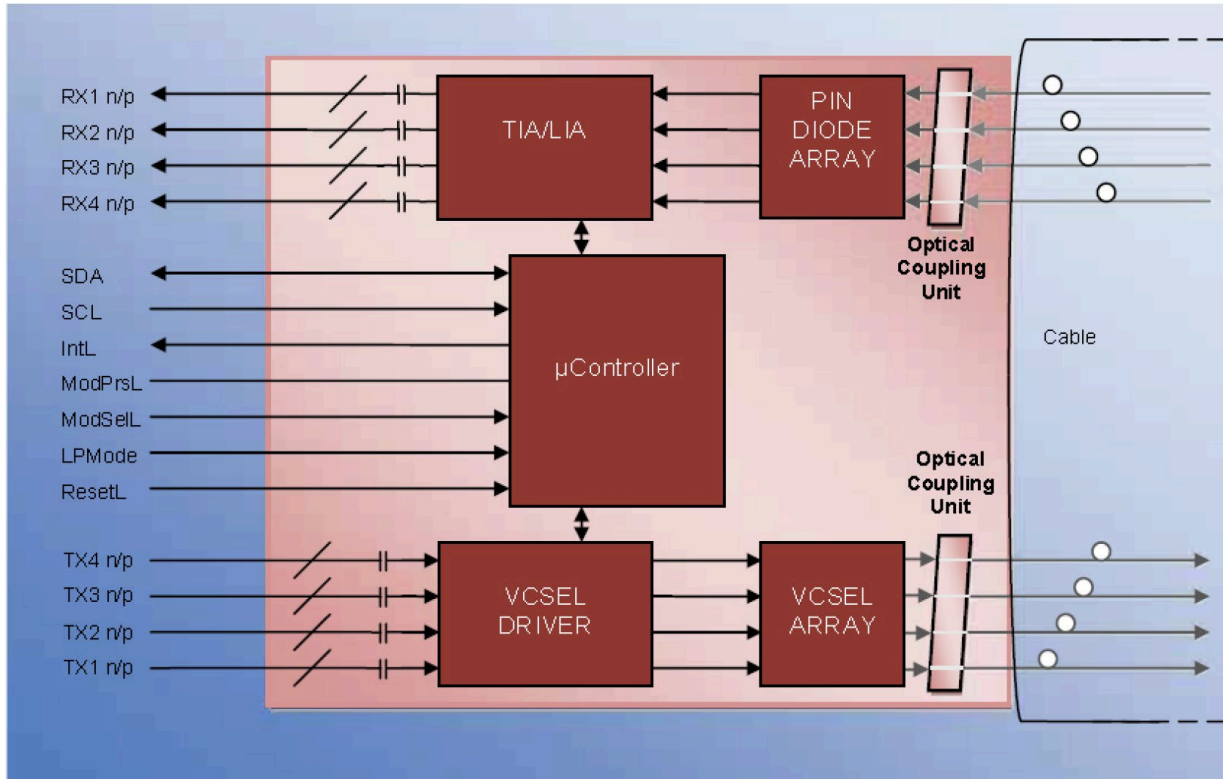 RX1 n/p
RX2 n/p
RX3 n/p
RX4 n/p
TIA/LIA
PIN
DIODE
ARRAY
Optical
Coupling
Unit
SDA
SCL
IntL
ModPrsL
ModSelL
LPMode
ResetL
µController
Cable
Optical
Coupling
Unit
TX4 n/p
TX3 n/p
TX2 n/p
TX1 n/p
VCSEL
DRIVER
VCSEL
ARRAY